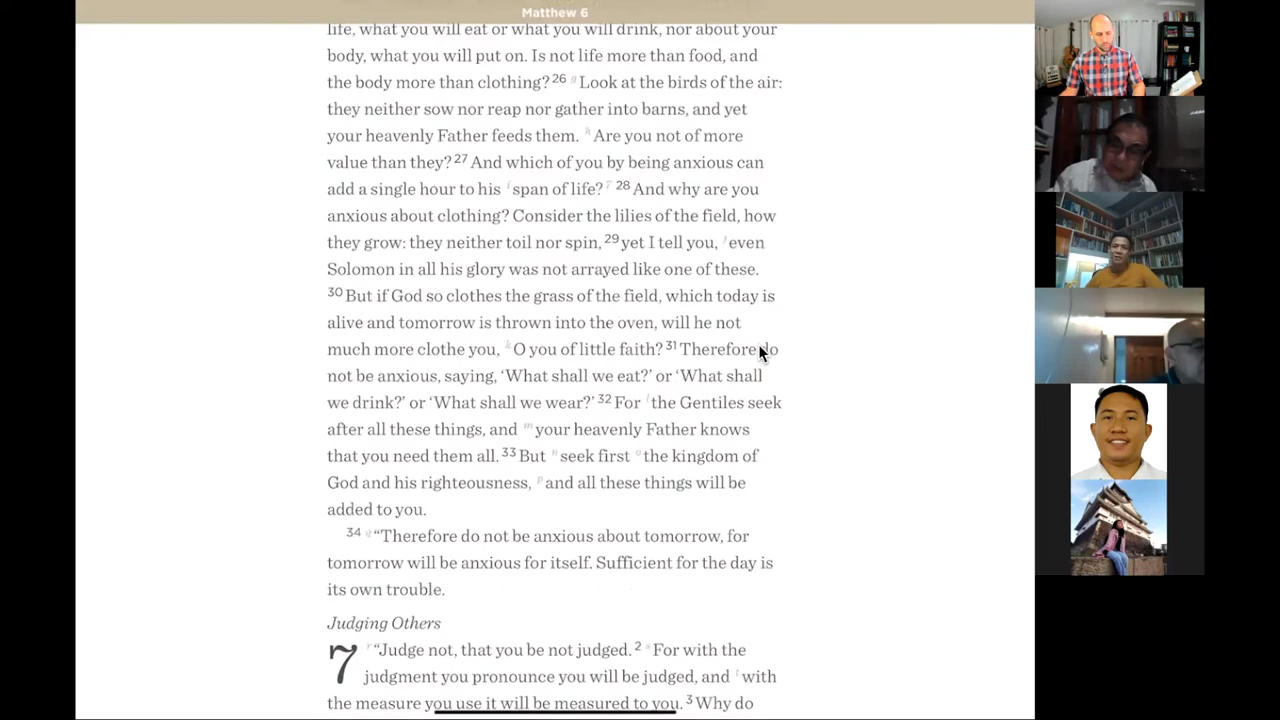 Matthew 6
life, what you will eat or what you will drink, nor about your
body, what you will put on. Is not life more than food, and
the body more than clothing? 26 g Look at the birds of the air:
they neither sow nor reap nor gather into barns, and yet
your heavenly Father feeds them. h Are you not of more
value than they? 27 And which of you by being anxious can
add a single hour to his i span of life? 28 And why are you
anxious about clothing? Consider the lilies of the field, how
they grow: they neither toil nor spin, 29 yet I tell you, j even
Solomon in all his glory was not arrayed like one of these.
30 But if God so clothes the grass of the field, which today is
alive and tomorrow is thrown into the oven, will he not
much more clothe you, k O you of little faith? 31 Therefore do
not be anxious, saying, ‘What shall we eat?’ or ‘What shall
we drink?’ or ‘What shall we wear?’ 32 For l the Gentiles seek
after all these things, and m your heavenly Father knows
that you need them all. 33 But n seek first o the kingdom of
God and his righteousness, p and all these things will be
added to you.
34 q “Therefore do not be anxious about tomorrow, for
tomorrow will be anxious for itself. Sufficient for the day is
its own trouble.
Judging Others
7 r “Judge not, that you be not judged. 2 s For with the
judgment you pronounce you will be judged, and t with
the measure you use it will be measured to you. 3 Why do